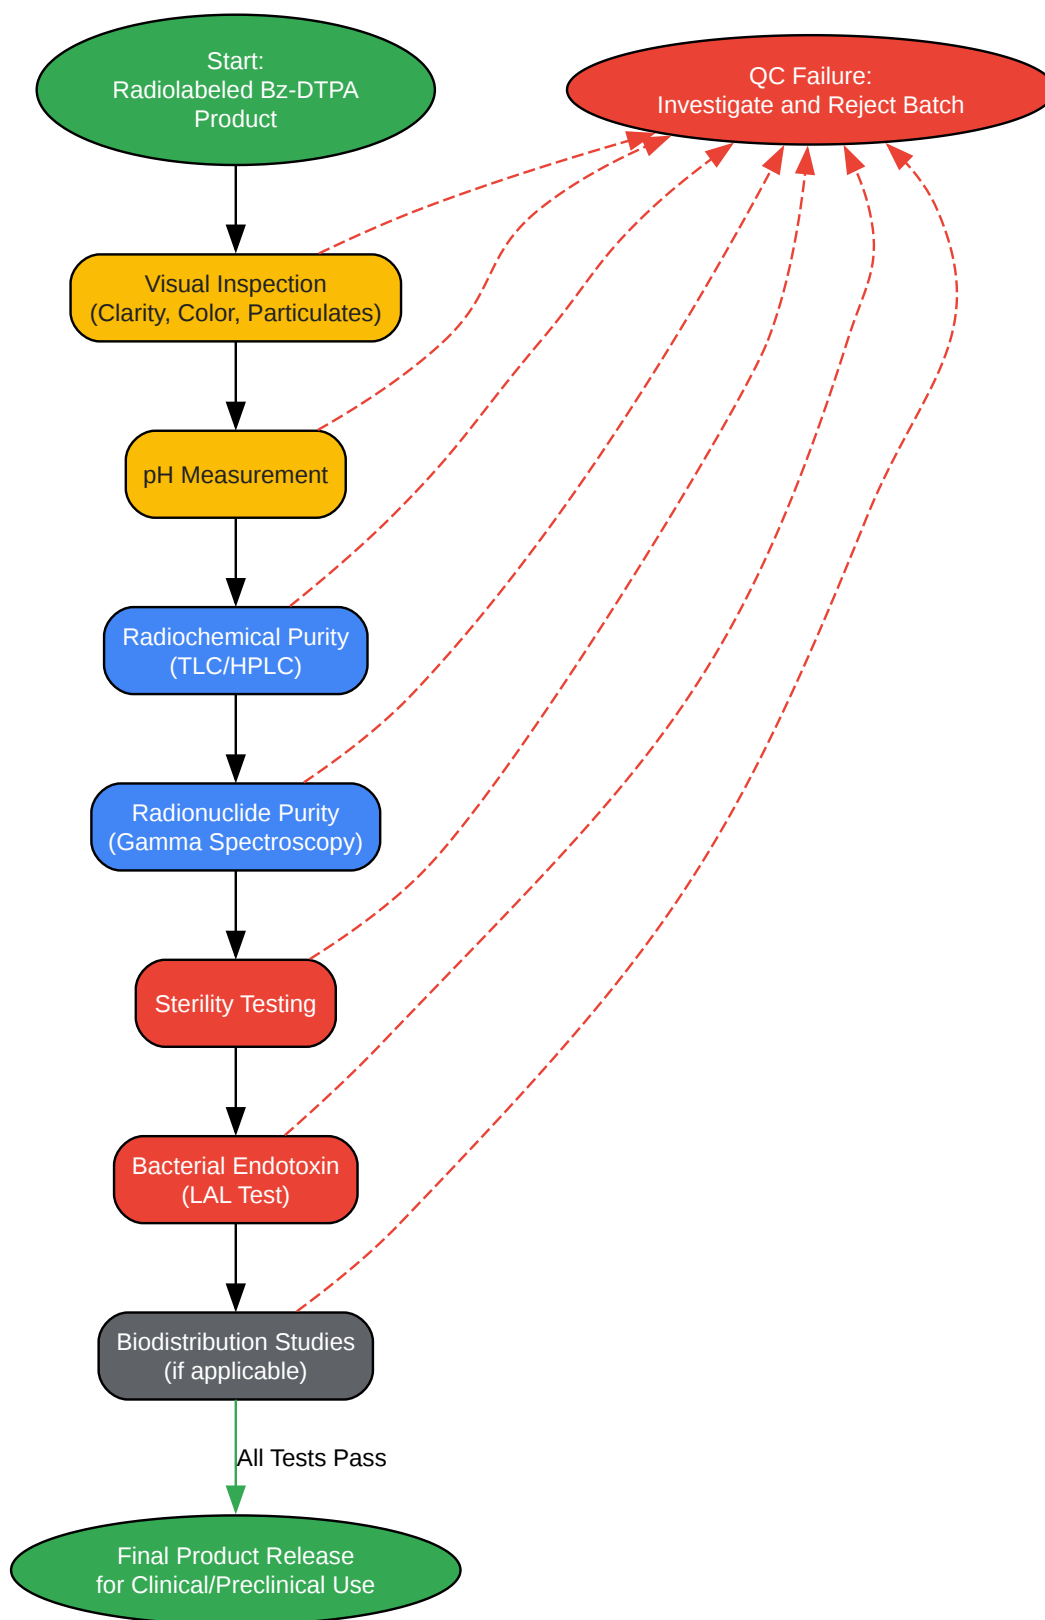 Start:
Radiolabeled Bz-DTPA
Product
QC Failure:
Investigate and Reject Batch
Visual Inspection
(Clarity, Color, Particulates)
pH Measurement
Radiochemical Purity
(TLC/HPLC)
Radionuclide Purity
(Gamma Spectroscopy)
Sterility Testing
Bacterial Endotoxin
(LAL Test)
Biodistribution Studies
(if applicable)
All Tests Pass
Final Product Release
for Clinical/Preclinical Use